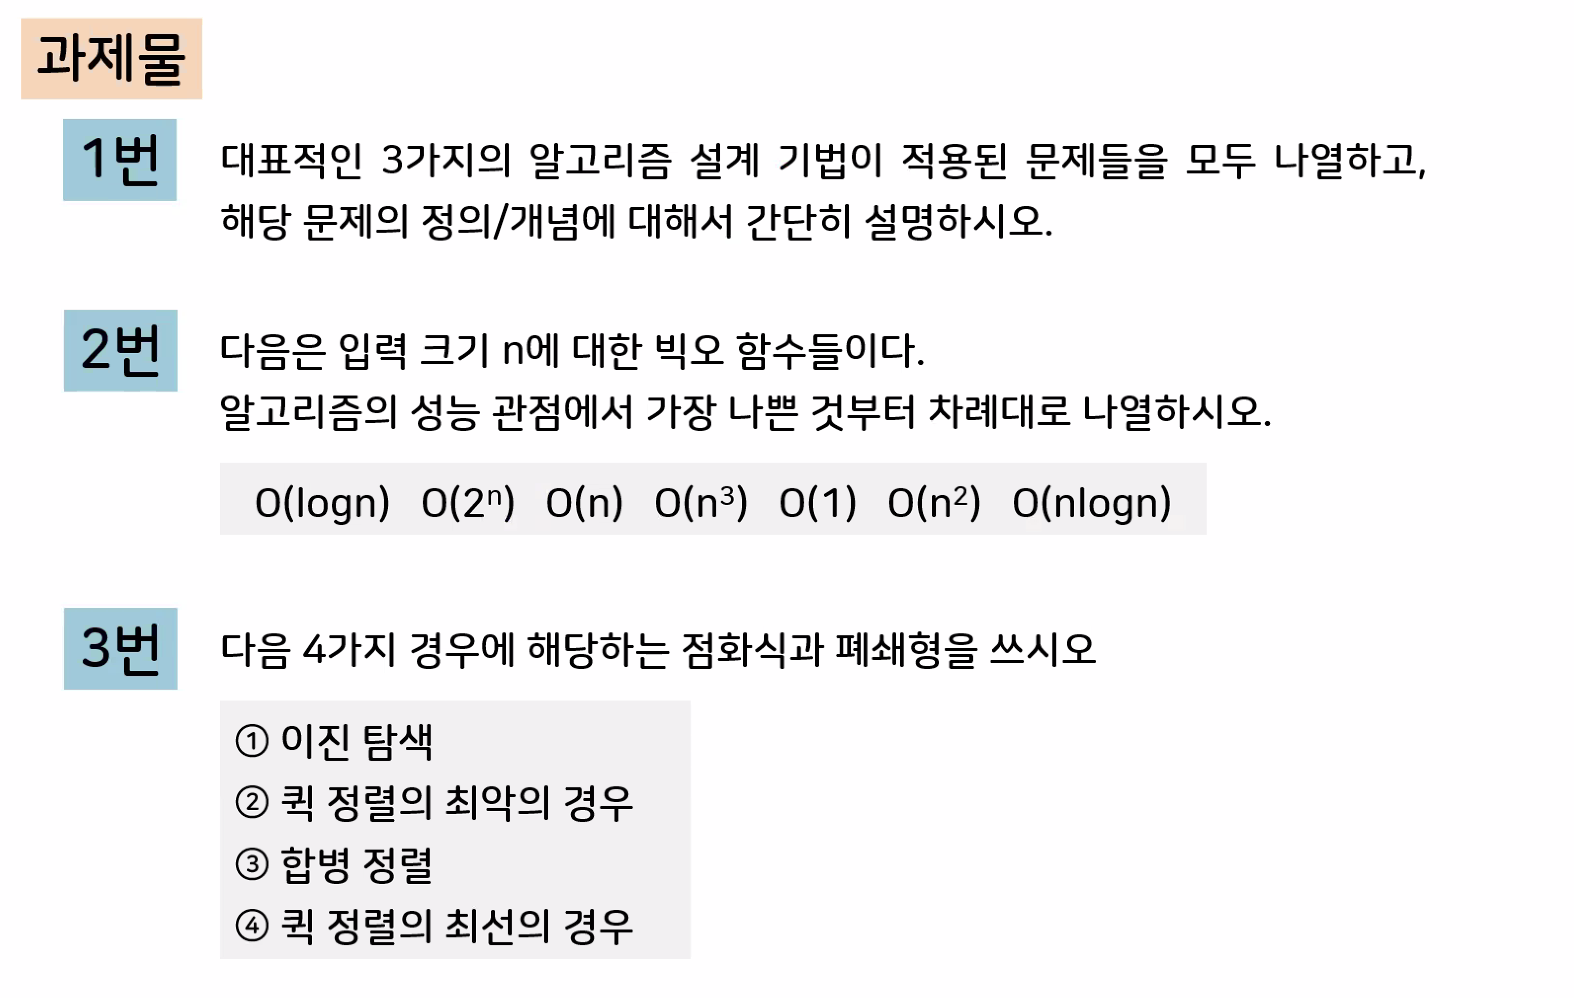 과제물
1번
대표적인 3가지의 알고리즘 설계 기법이 적용된 문제들을 모두 나열하고,
해당 문제의 정의/개념에 대해서 간단히 설명하시오.
2번
다음은 입력 크기 n에 대한 빅오 함수들이다.
알고리즘의 성능 관점에서 가장 나쁜 것부터 차례대로 나열하시오.
O(logn) O(2ⁿ) O(n) O(n³) O(1) O(n²) O(nlogn)
3번
다음 4가지 경우에 해당하는 점화식과 폐쇄형을 쓰시오
① 이진 탐색
② 퀵 정렬의 최악의 경우
③ 합병 정렬
④ 퀵 정렬의 최선의 경우